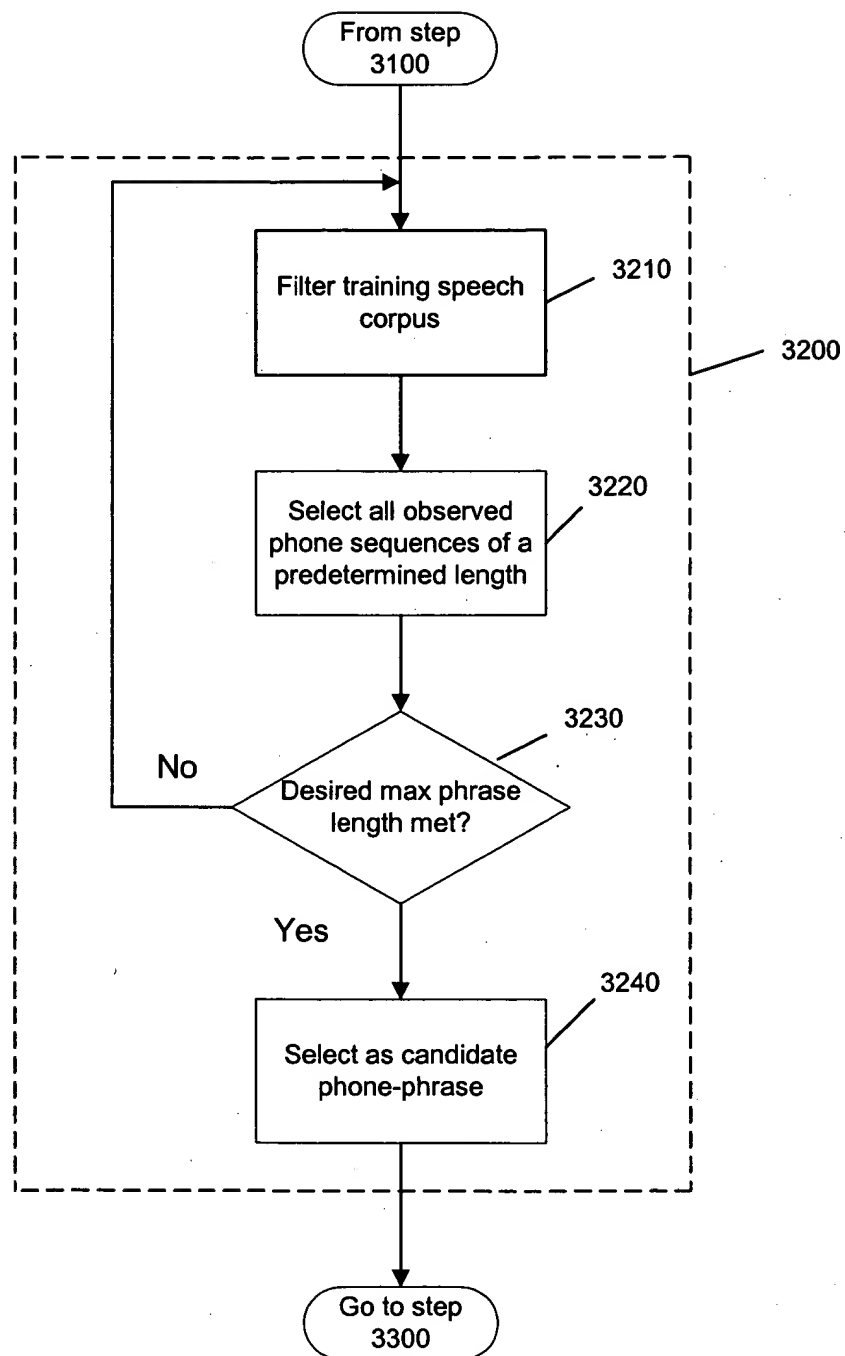 From step
3100
Filter training speech
corpus
3210
3200
Select all observed
phone sequences of a
predetermined length
3220
Desired max phrase
length met?
3230
No
Yes
Select as candidate
phone-phrase
3240
Go to step
3300